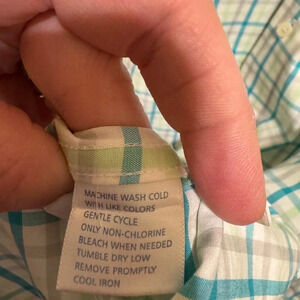 MACHINE WASH COLD
WITH LIKE COLORS
GENTLE CYCLE
ONLY NON-CHLORINE
BLEACH WHEN NEEDED
TUMBLE DRY LOW
REMOVE PROMPTLY
COOL IRON